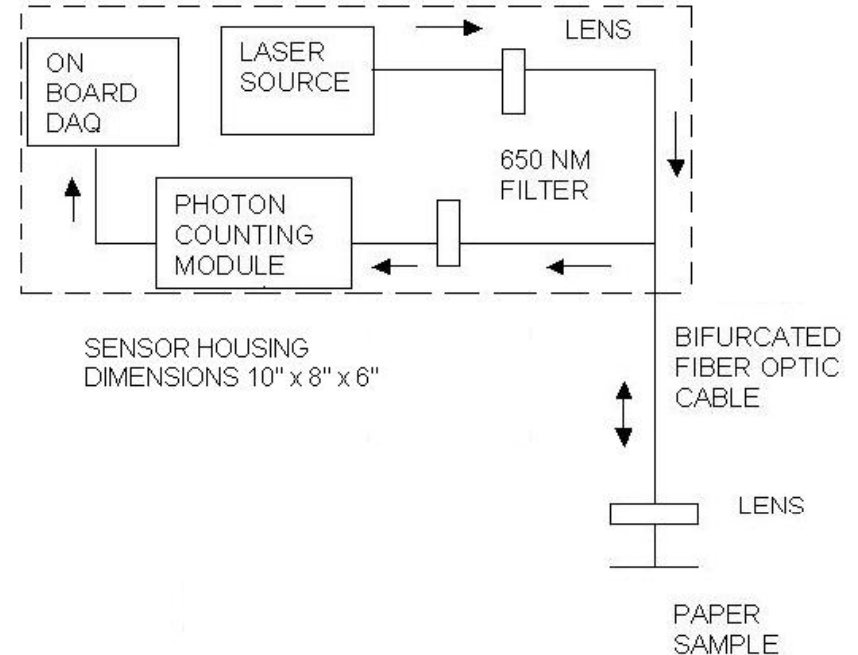 ON
BOARD
DAQ
LASER
SOURCE
LENS
650 NM
FILTER
PHOTON
COUNTING
MODULE
SENSOR HOUSING
DIMENSIONS 10" x 8" x 6"
BIFURCATED
FIBER OPTIC
CABLE
LENS
PAPER
SAMPLE